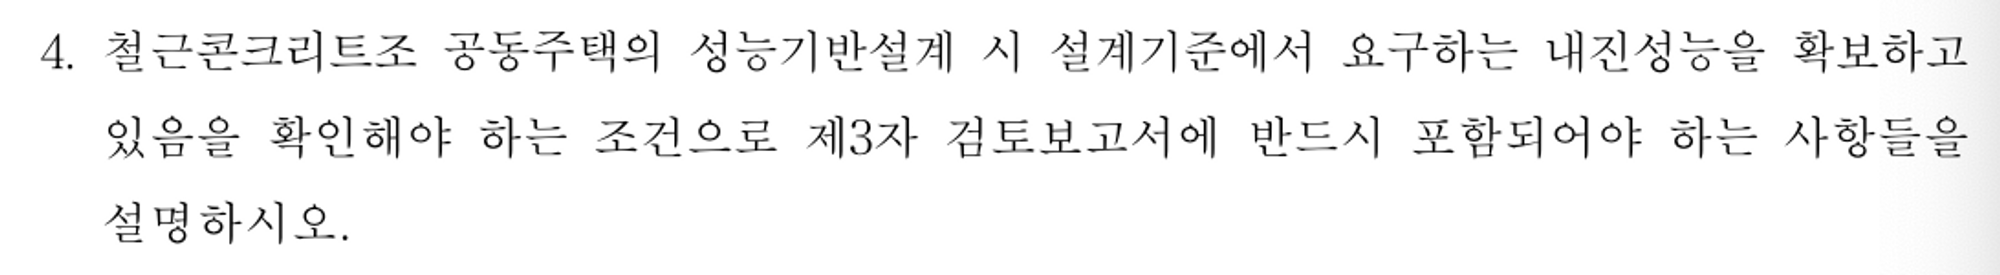 4. 철근콘크리트조 공동주택의 성능기반설계 시 설계기준에서 요구하는 내진성능을 확보하고
있음을 확인해야 하는 조건으로 제3자 검토보고서에 반드시 포함되어야 하는 사항들을
설명하시오.